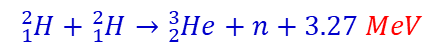 ²₁H + ²₁H → ³₂He + n + 3.27 MeV